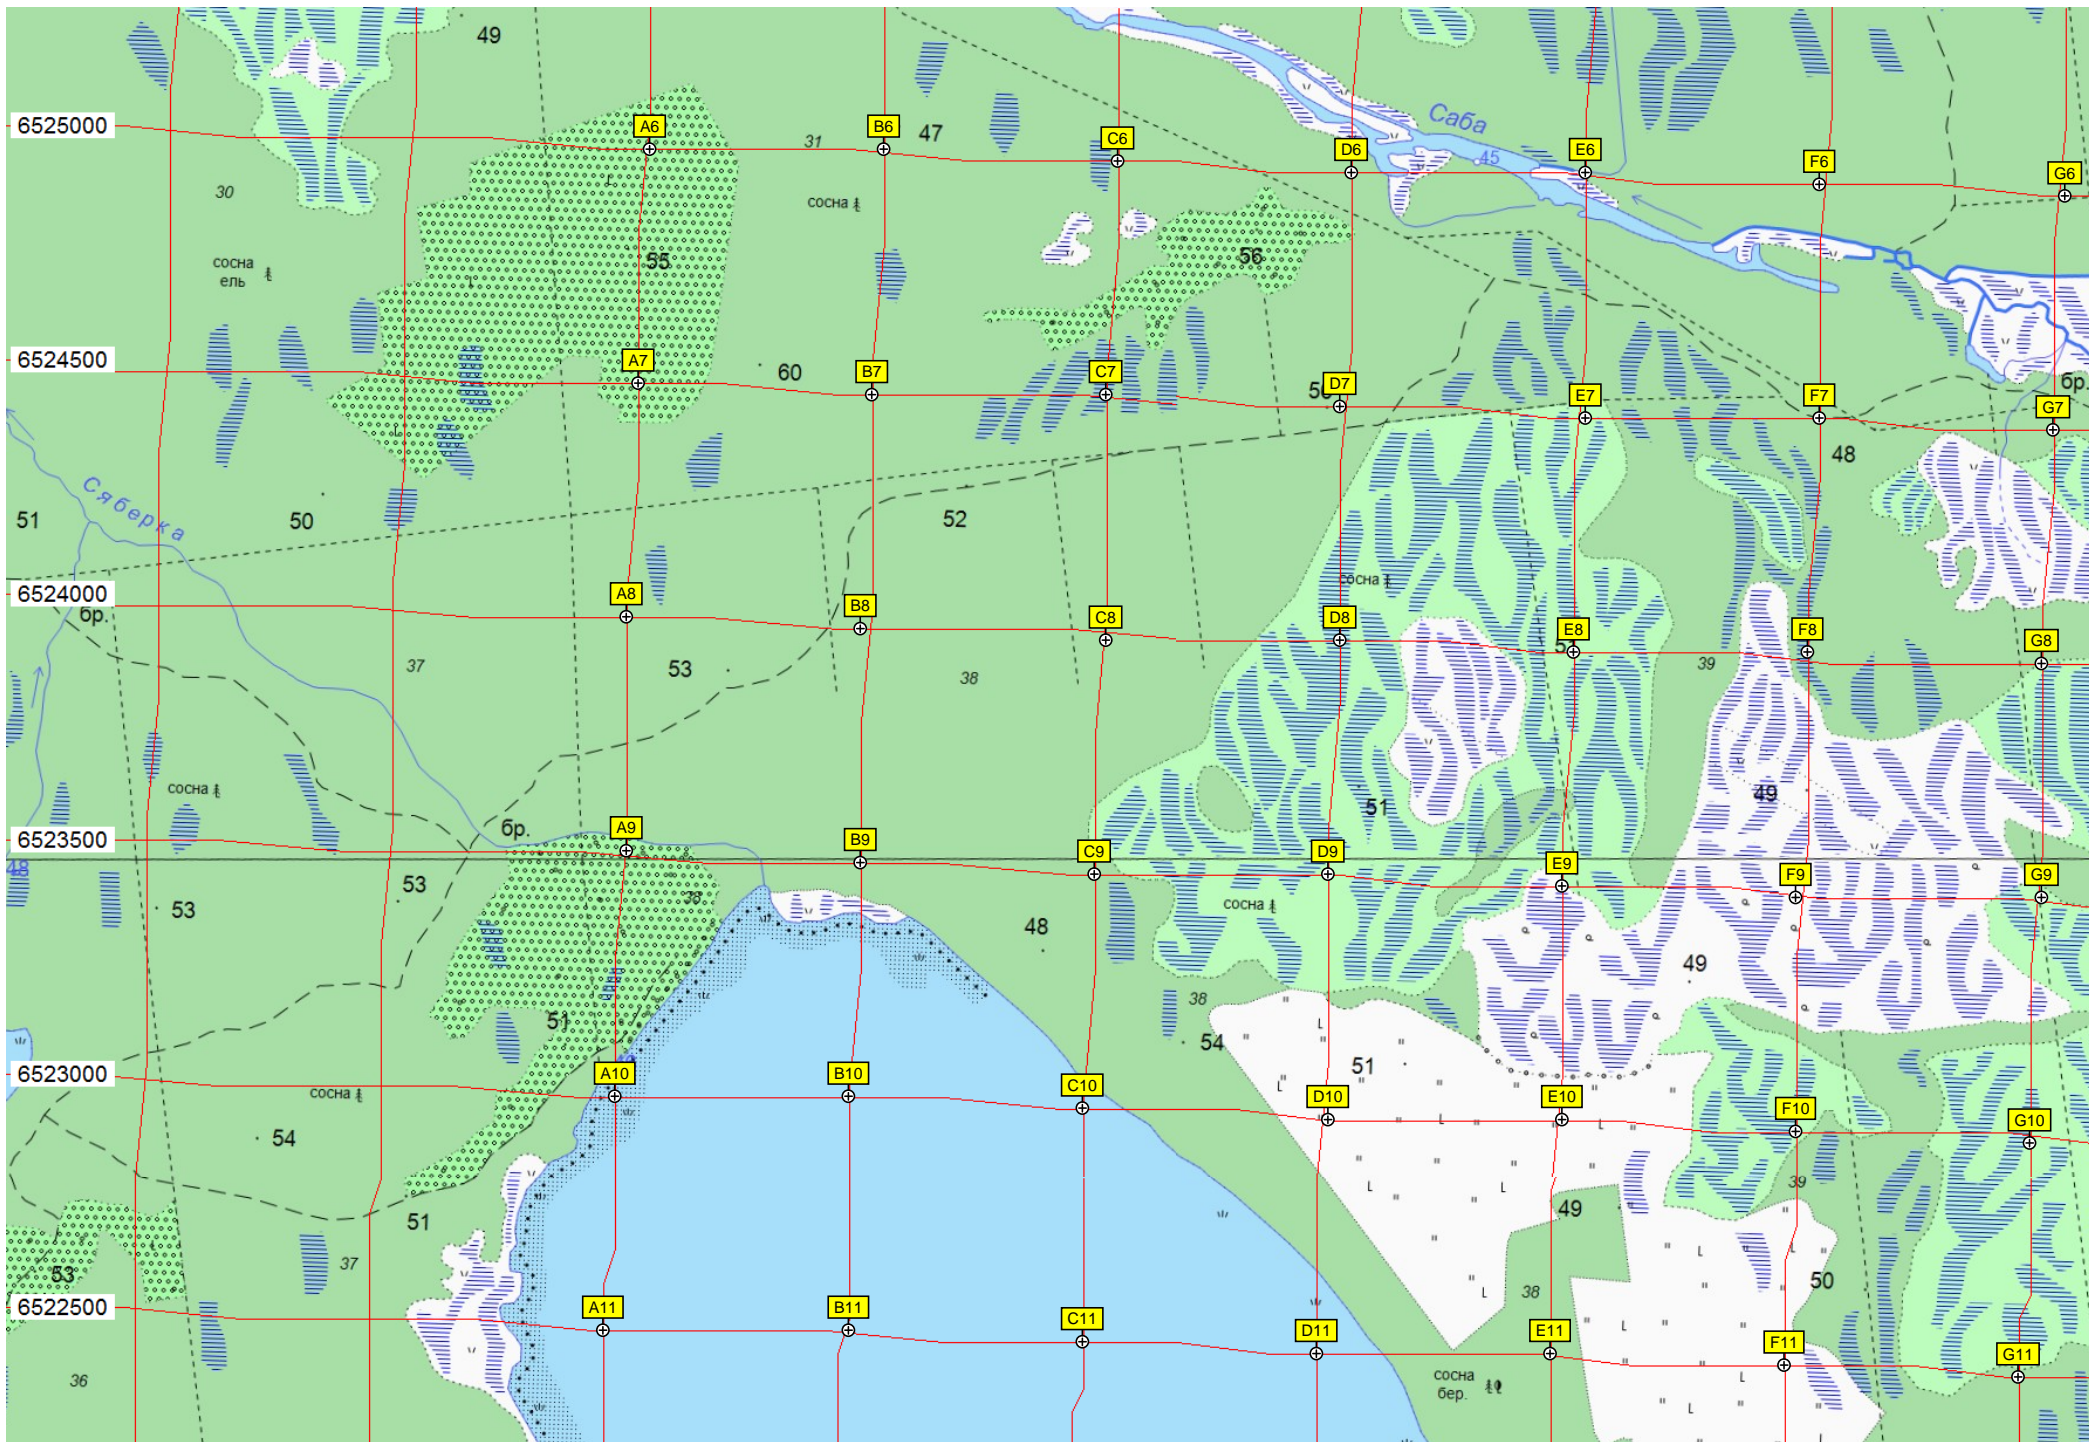 49
Саба
6525000
A6
B6
C6
D6
E6
F6
G6
31
47
45
30
сосна
сосна
ель
55
56
6524500
A7
B7
C7
D7
E7
F7
G7
60
бр.
48
Сяберка
51
50
52
сосна
6524000
бр.
A8
B8
C8
D8
E8
F8
G8
37
53
38
39
сосна
51
49
6523500
бр.
A9
B9
C9
D9
E9
F9
G9
48
53
53
38
48
сосна
49
38
51
54
51
6523000
A10
B10
C10
D10
E10
F10
G10
сосна
54
39
51
49
37
53
38
50
6522500
A11
B11
C11
D11
E11
F11
G11
36
сосна
бер.